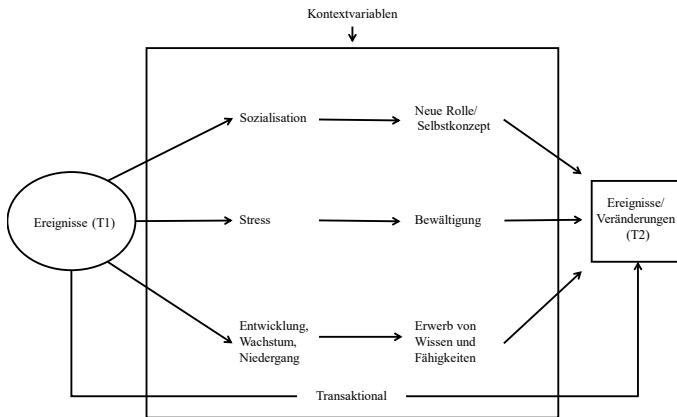 Kontextvariablen
Sozialisation
Neue Rolle/
Selbstkonzept
Ereignisse (T1)
Stress
Bewältigung
Ereignisse/
Veränderungen
(T2)
Entwicklung,
Wachstum,
Niedergang
Erwerb von
Wissen und
Fähigkeiten
Transaktional